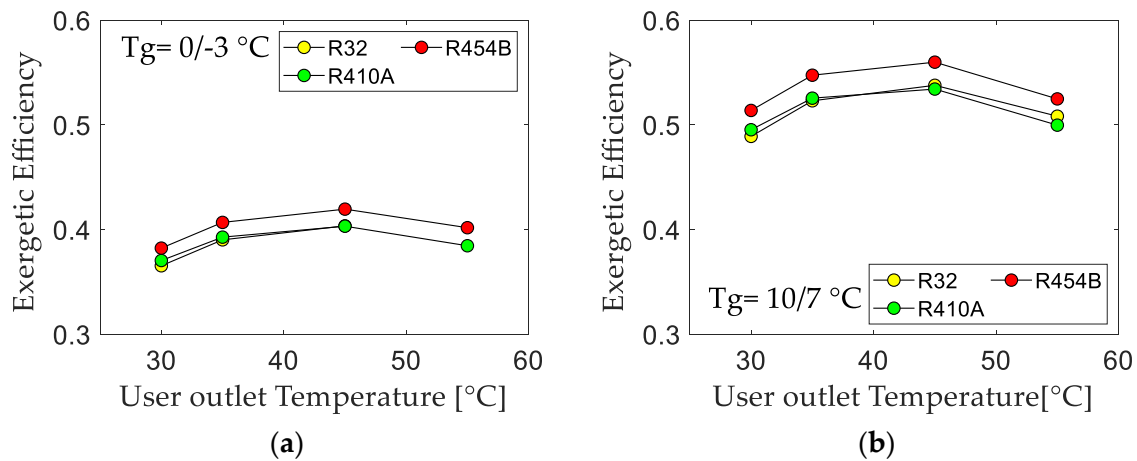 0.6
0.5
0.4
0.3
Exergetic Efficiency
Tg= 0/-3 °C
R32 R454B
R410A
30 40 50 60
User outlet Temperature [°C]
(a)
0.6
0.5
0.4
0.3
Exergetic Efficiency
Tg= 10/7 °C
R32 R454B
R410A
30 40 50 60
User outlet Temperature[°C]
(b)